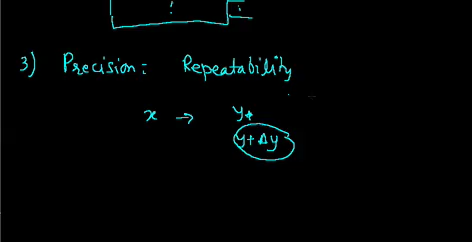 ! i
3) Precision: Repeatability
x → y
y+Δy